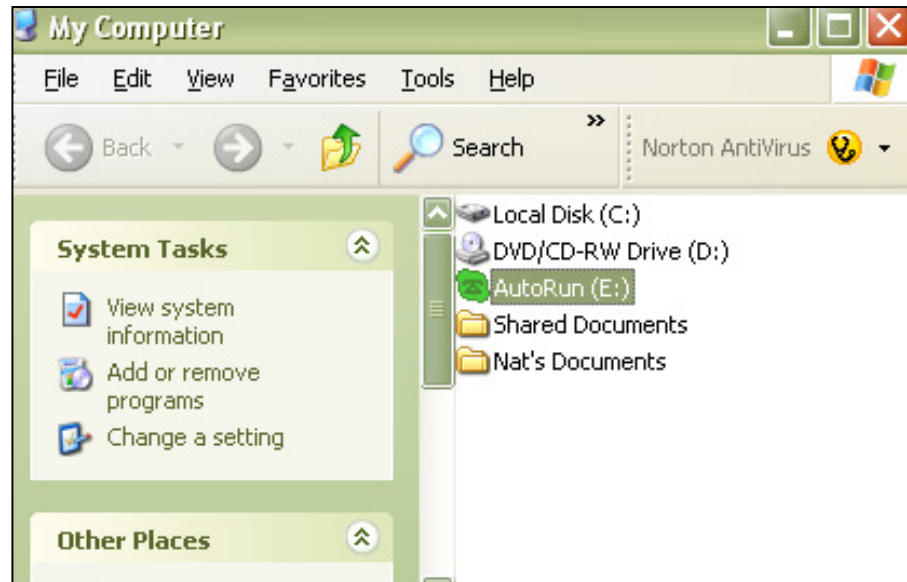 My Computer
File Edit View Favorites Tools Help
Back Search » Norton AntiVirus
System Tasks
View system
information
Add or remove
programs
Change a setting
Other Places
Local Disk (C:)
DVD/CD-RW Drive (D:)
AutoRun (E:)
Shared Documents
Nat's Documents